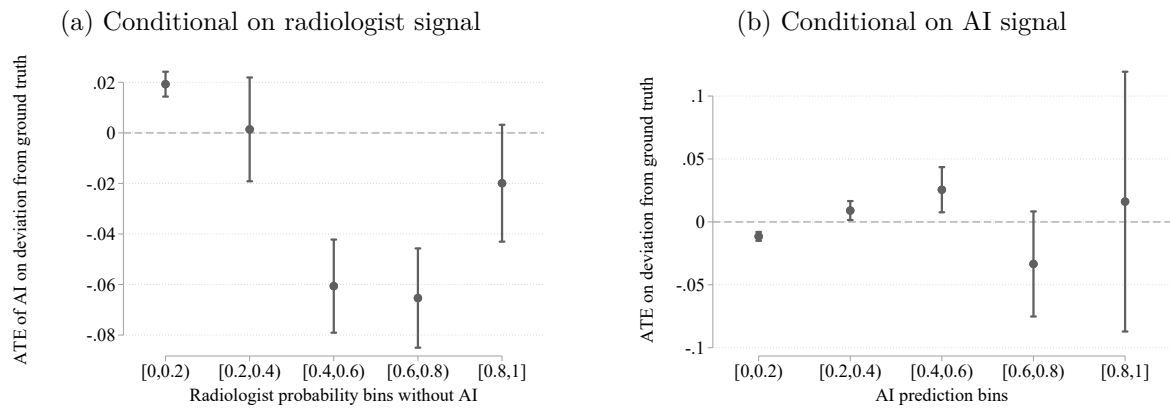 (a) Conditional on radiologist signal
ATE of AI on deviation from ground truth
.02
0
-.02
-.04
-.06
-.08
[0,0.2) [0.2,0.4) [0.4,0.6) [0.6,0.8) [0.8,1]
Radiologist probability bins without AI
(b) Conditional on AI signal
ATE on deviation from ground truth
.1
.05
0
-.05
-.1
[0,0.2) [0.2,0.4) [0.4,0.6) [0.6,0.8) [0.8,1]
AI prediction bins